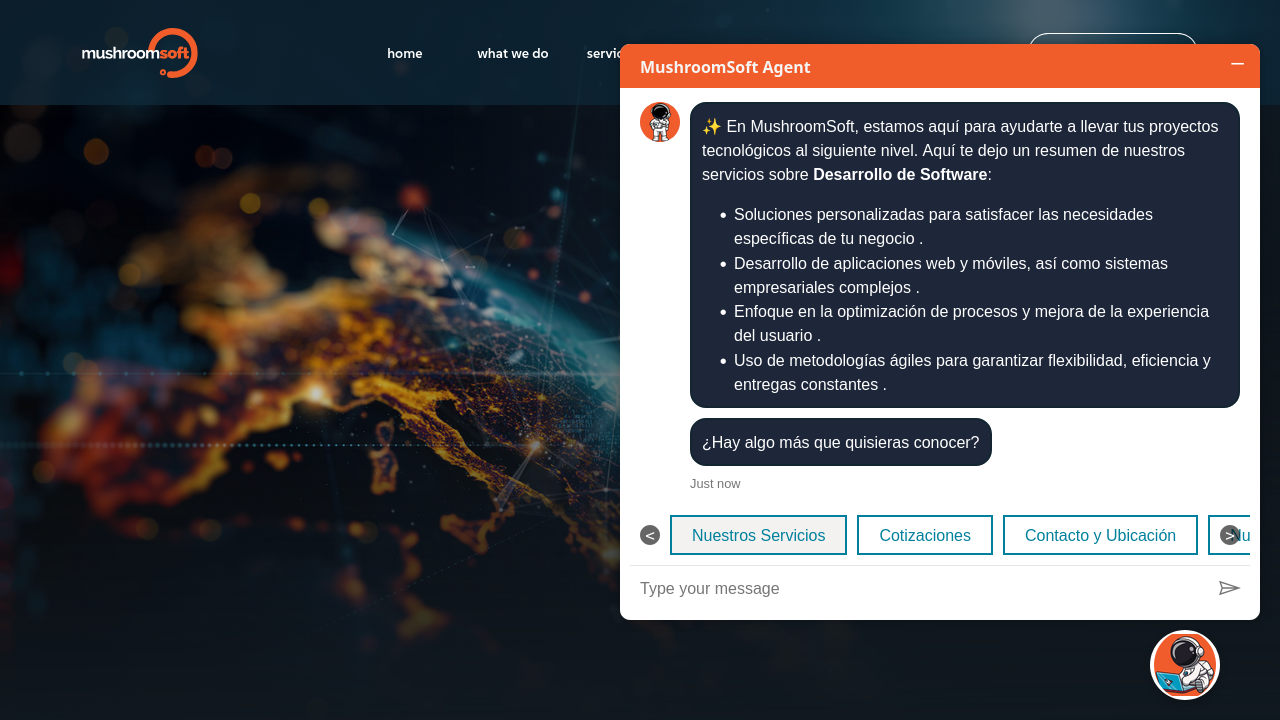 mushroomsoft
home
what we do
MushroomSoft Agent
✨ En MushroomSoft, estamos aquí para ayudarte a llevar tus proyectos
tecnológicos al siguiente nivel. Aquí te dejo un resumen de nuestros
servicios sobre Desarrollo de Software:
• Soluciones personalizadas para satisfacer las necesidades
específicas de tu negocio .
• Desarrollo de aplicaciones web y móviles, así como sistemas
empresariales complejos .
• Enfoque en la optimización de procesos y mejora de la experiencia
del usuario .
• Uso de metodologías ágiles para garantizar flexibilidad, eficiencia y
entregas constantes .
¿Hay algo más que quisieras conocer?
Just now
< Nuestros Servicios Cotizaciones Contacto y Ubicación >
Type your message